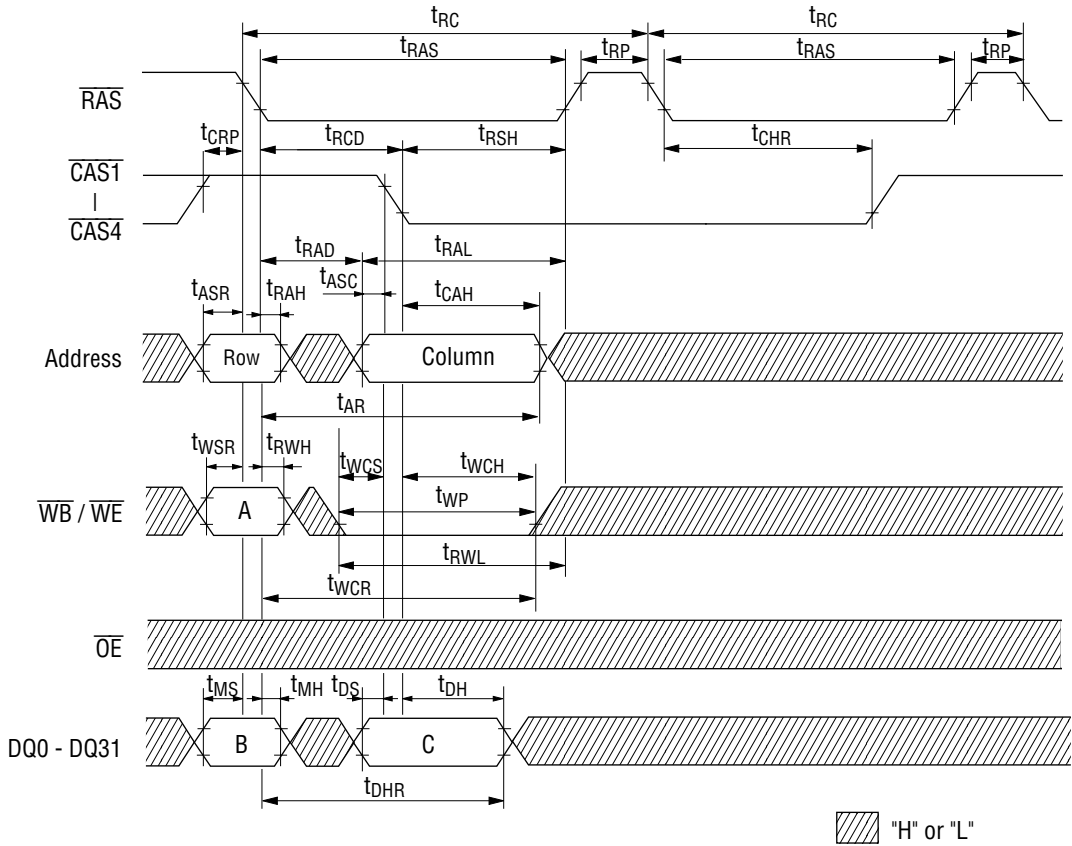 tRC tRC
tRAS tRP tRAS tRP
RAS
tCRP tRCD tRSH tCHR
CAS1
|
CAS4
tRAD tRAL
tASC
tASR tRAH tCAH
Address Row Column
tAR
tWSR tRWH tWCS tWCH
WB / WE A tWP
tRWL
tWCR
OE
tMS tMH tDS tDH
DQ0 - DQ31 B C
tDHR
"H" or "L"